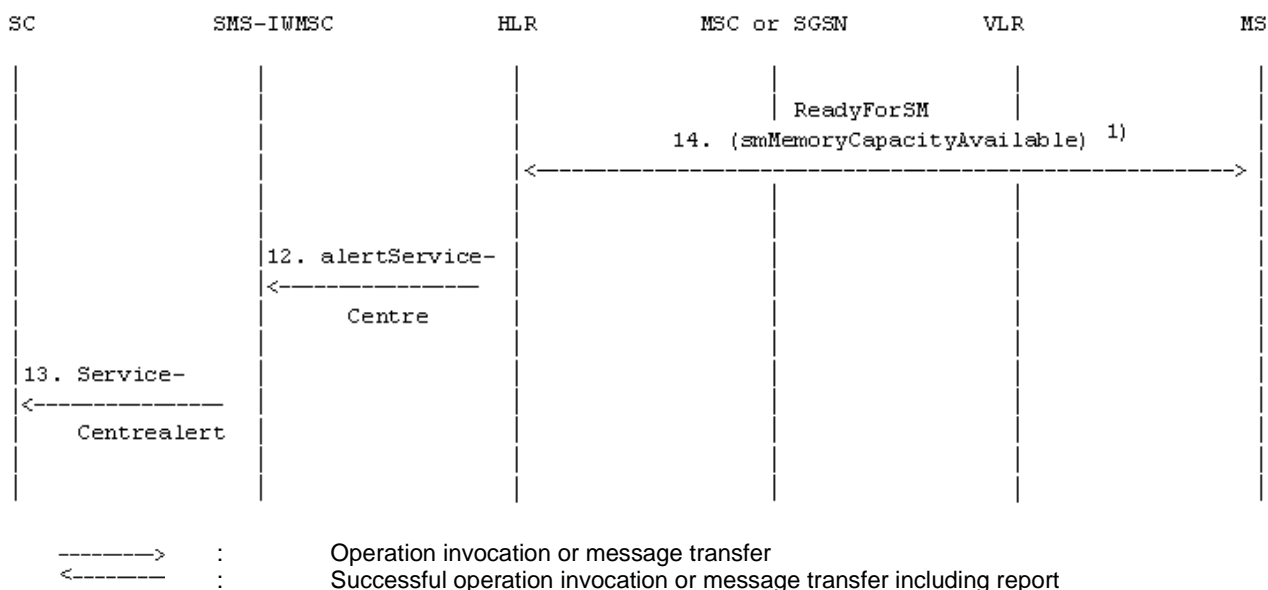 SC SMS-IWMSC HLR MSC or SGSN VLR MS
ReadyForSM
14. (smMemoryCapacityAvailable) 1)
12. alertService-
Centre
13. Service-
Centrealert
: Operation invocation or message transfer
: Successful operation invocation or message transfer including report